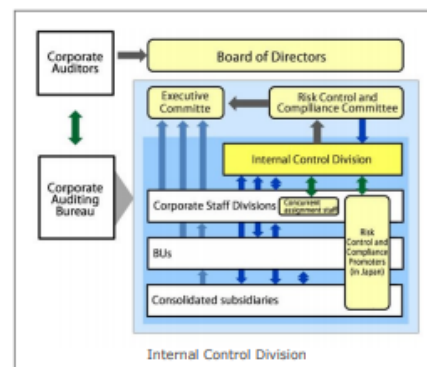 Corporate
Auditors
Board of Directors
Executive
Committe
Risk Control and
Compliance Committee
Internal Control Division
Corporate
Auditing
Bureau
Corporate Staff Divisions
Concurrent
assignment staff
BUs
Risk
Control and
Compliance
Promoters
(in Japan)
Consolidated subsidiaries
Internal Control Division